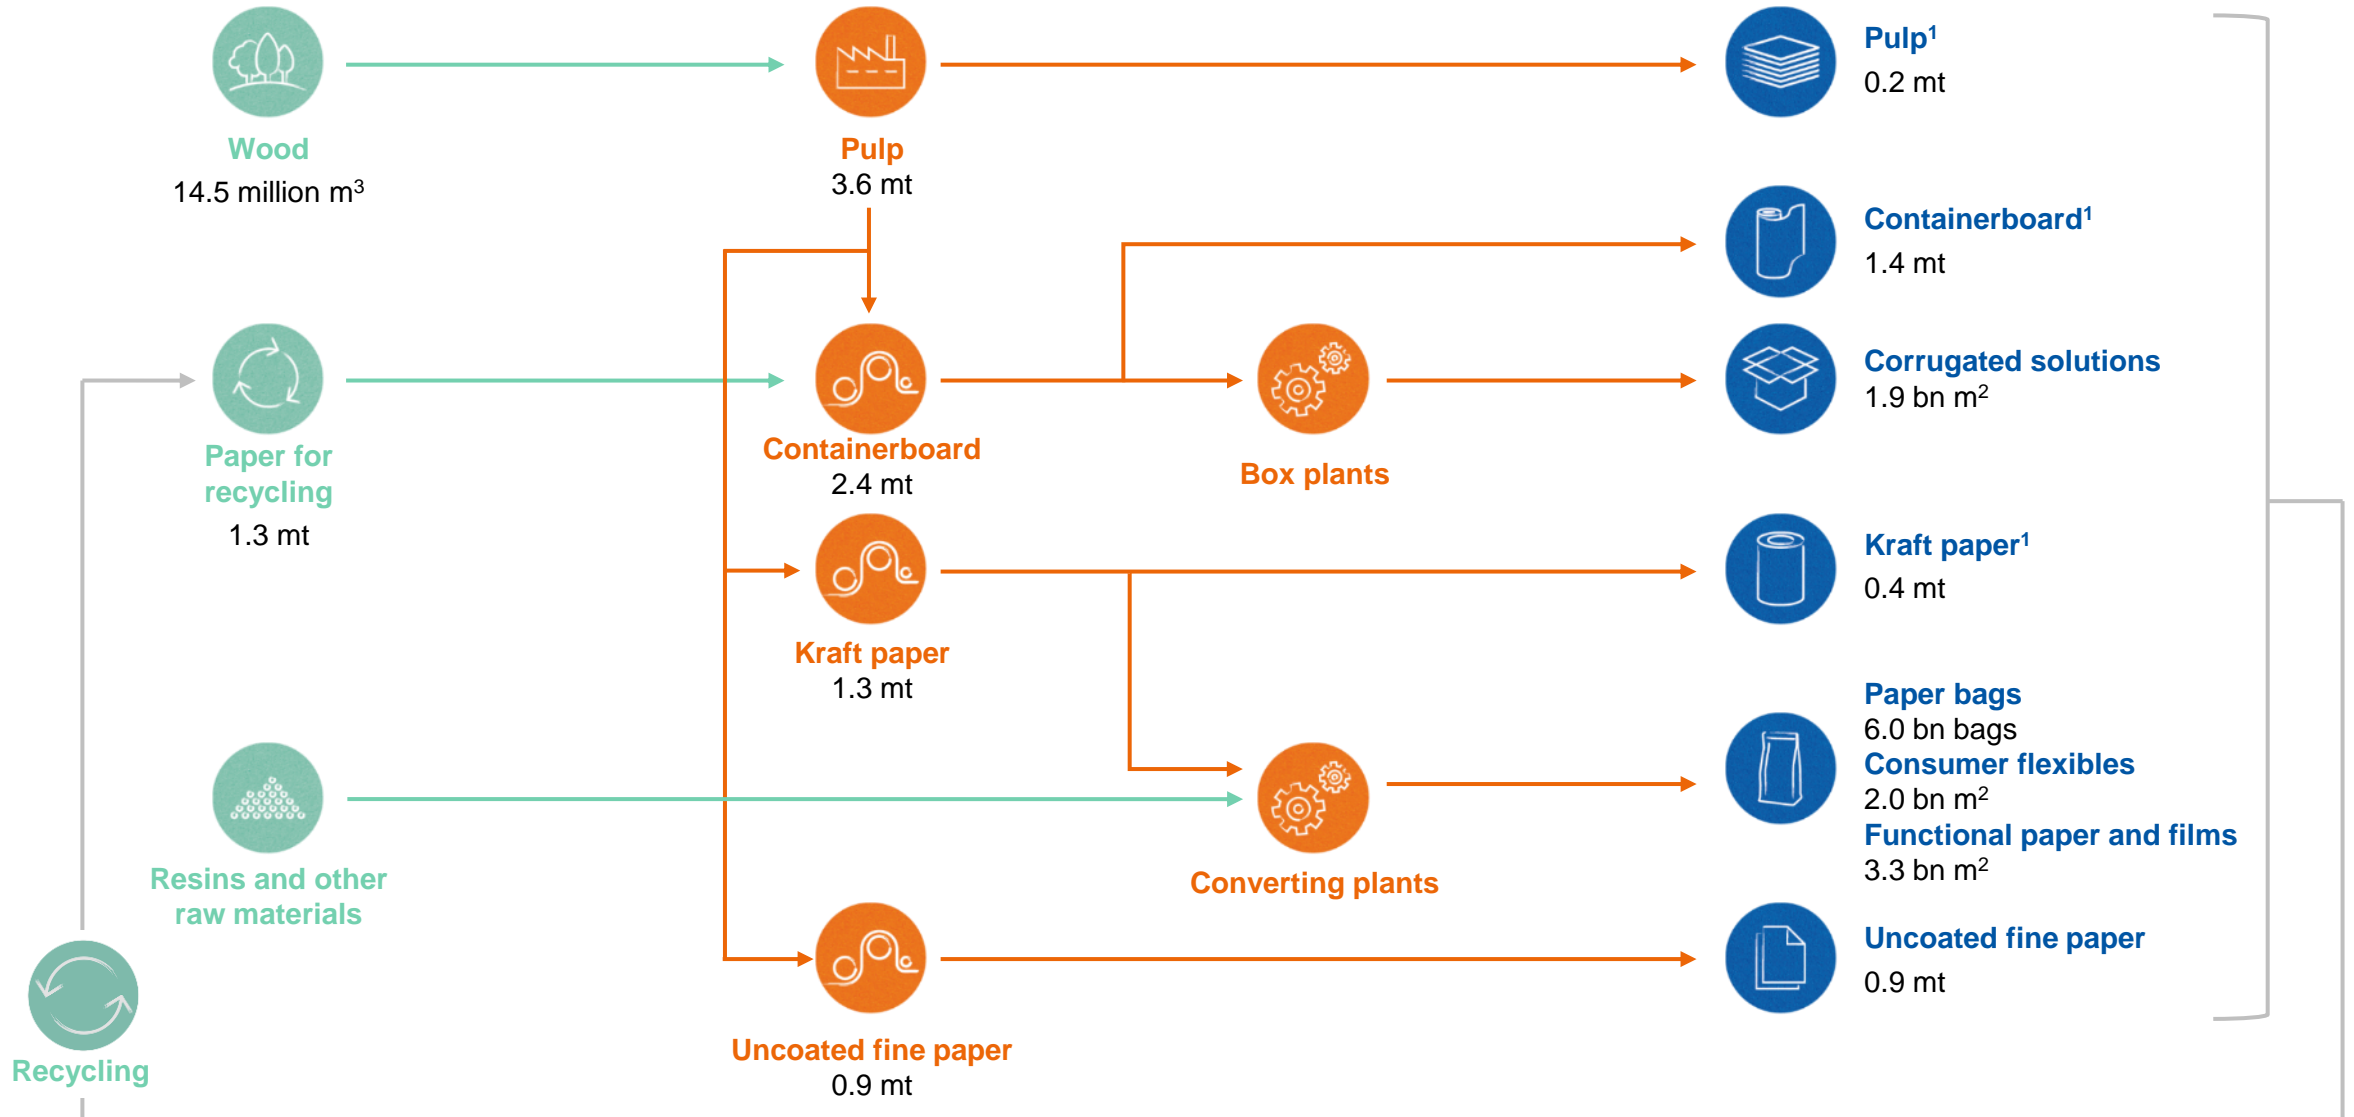 Wood
14.5 million m³
Pulp
3.6 mt
Pulp¹
0.2 mt
Containerboard¹
1.4 mt
Paper for
recycling
1.3 mt
Containerboard
2.4 mt
Box plants
Corrugated solutions
1.9 bn m²
Kraft paper
1.3 mt
Kraft paper¹
0.4 mt
Resins and other
raw materials
Converting plants
Paper bags
6.0 bn bags
Consumer flexibles
2.0 bn m²
Functional paper and films
3.3 bn m²
Uncoated fine paper
0.9 mt
Uncoated fine paper
0.9 mt
Recycling